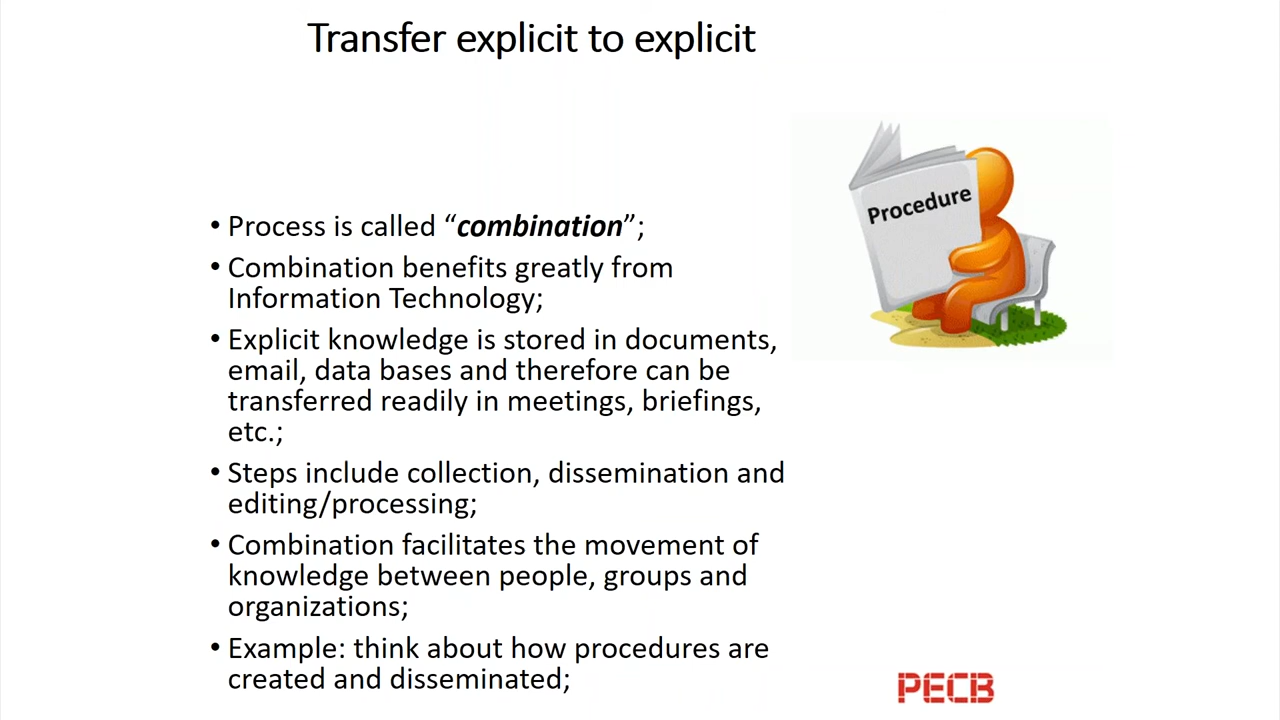 Transfer explicit to explicit
Procedure
• Process is called “combination”;
• Combination benefits greatly from
Information Technology;
• Explicit knowledge is stored in documents,
email, data bases and therefore can be
transferred readily in meetings, briefings,
etc.;
• Steps include collection, dissemination and
editing/processing;
• Combination facilitates the movement of
knowledge between people, groups and
organizations;
• Example: think about how procedures are
created and disseminated;
PECB